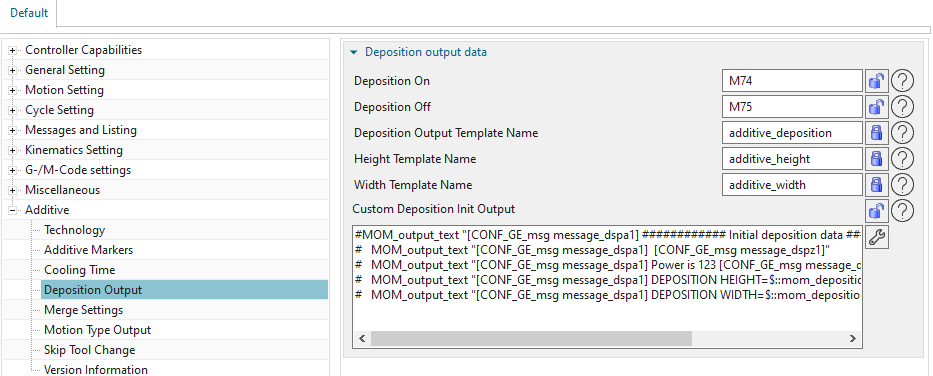 Default
Controller Capabilities
General Setting
Motion Setting
Cycle Setting
Messages and Listing
Kinematics Setting
G-/M-Code settings
Miscellaneous
Additive
Technology
Additive Markers
Cooling Time
Deposition Output
Merge Settings
Motion Type Output
Skip Tool Change
Version Information
Deposition output data
Deposition On M74
Deposition Off M75
Deposition Output Template Name additive_deposition
Height Template Name additive_height
Width Template Name additive_width
Custom Deposition Init Output
#MOM_output_text "[CONF_GE_msg message_dspa1] ############ Initial deposition data ##
# MOM_output_text "[CONF_GE_msg message_dspa1] [CONF_GE_msg message_dspz1]"
# MOM_output_text "[CONF_GE_msg message_dspa1] Power is 123 [CONF_GE_msg message_d
# MOM_output_text "[CONF_GE_msg message_dspa1] DEPOSITION HEIGHT=$::mom_depositio
# MOM_output_text "[CONF_GE_msg message_dspa1] DEPOSITION WIDTH=$::mom_depositio